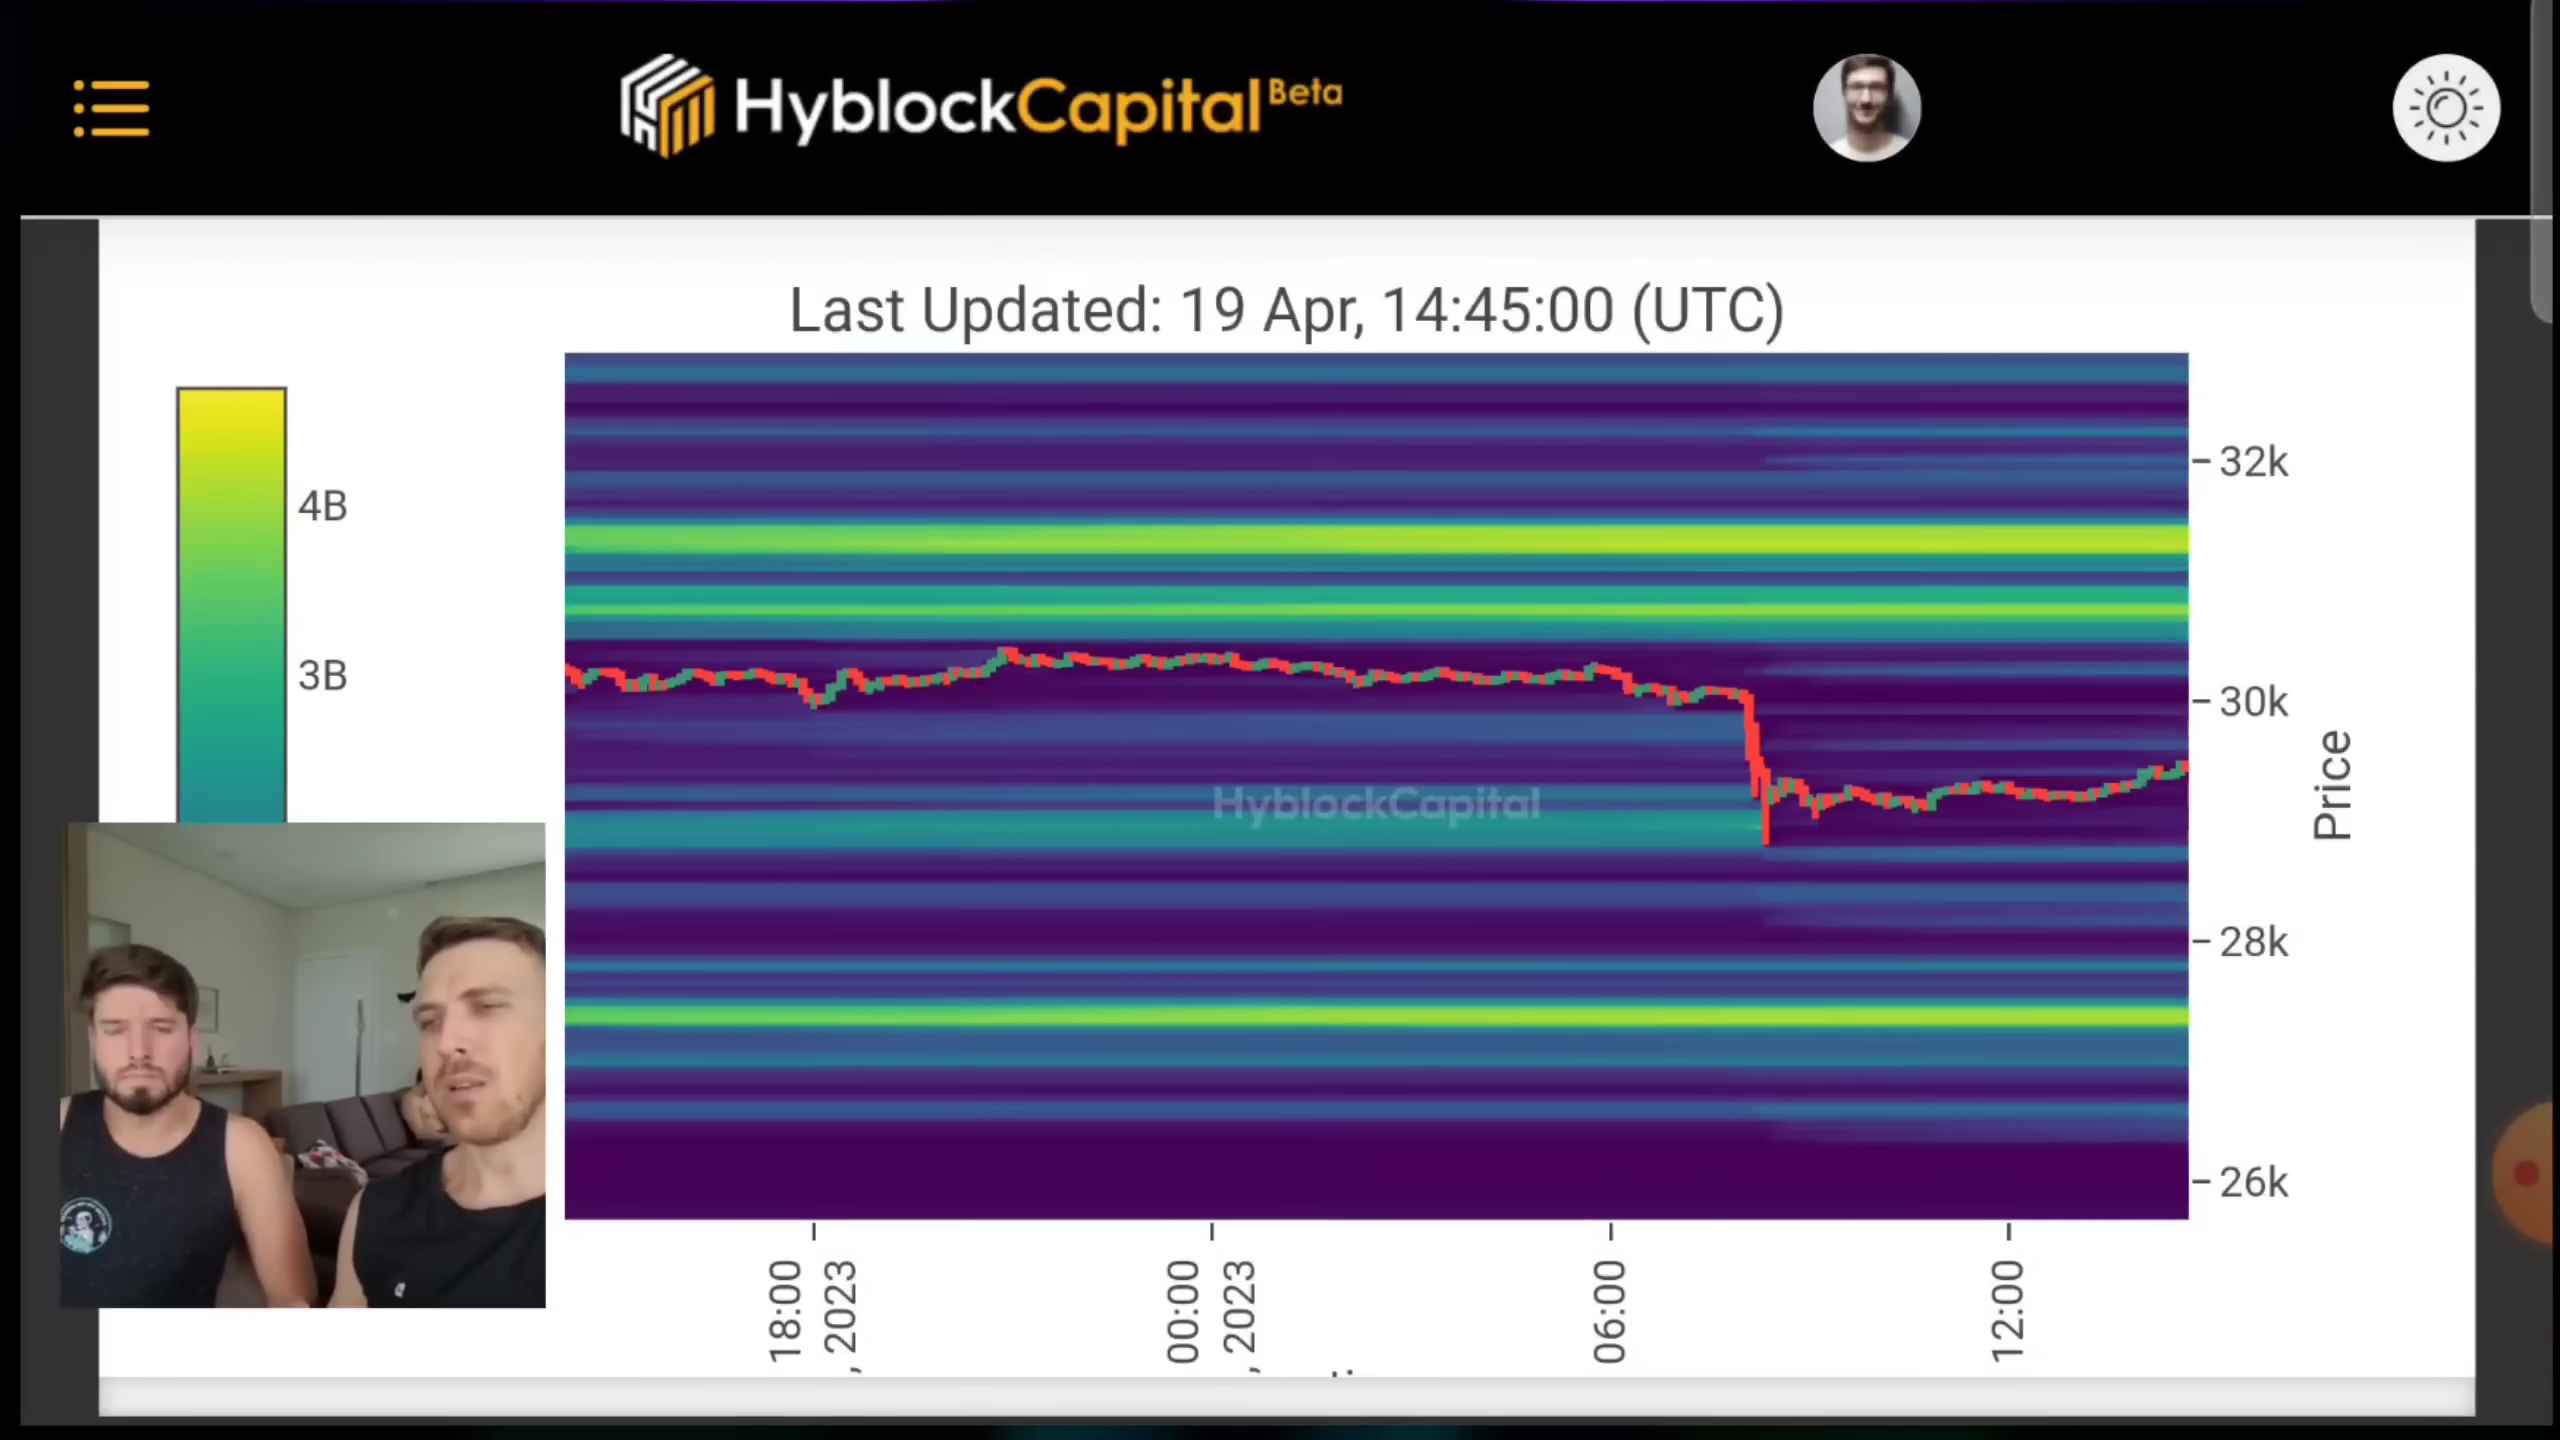 HyblockCapital Beta
Last Updated: 19 Apr, 14:45:00 (UTC)
4B
3B
HyblockCapital
32k
30k
28k
26k
Price
18:00
, 2023
00:00
, 2023
06:00
12:00